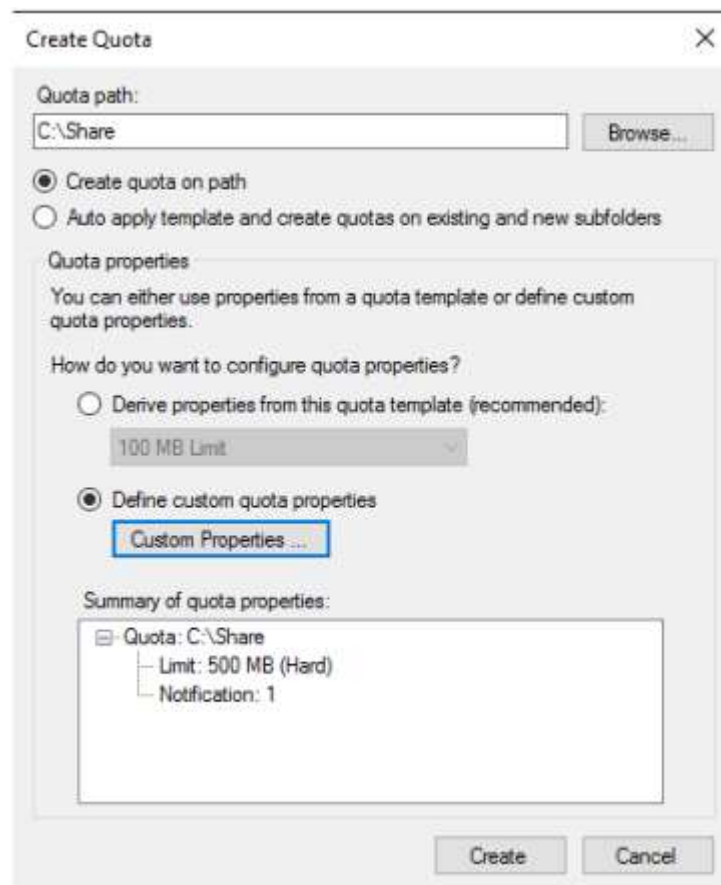 Create Quota
Quota path:
C:\Share
Browse...
Create quota on path
Auto apply template and create quotas on existing and new subfolders
Quota properties
You can either use properties from a quota template or define custom
quota properties.
How do you want to configure quota properties?
Derive properties from this quota template (recommended):
100 MB Limit
Define custom quota properties
Custom Properties ...
Summary of quota properties:
Quota: C:\Share
Limit: 500 MB (Hard)
Notification: 1
Create
Cancel